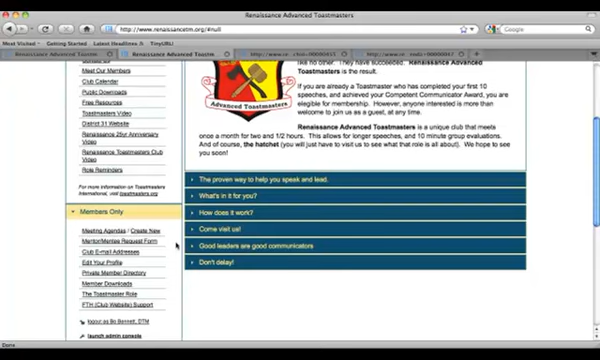 Renaissance Advanced Toastmasters
http://www.renaissancetm.org/#null
Google
Most Visited
Getting Started
Latest Headlines
TinyURL!
Renaissance Advanced Toastm
Meet Our Members
Club Calendar
Public Downloads
Free Resources
Toastmasters Video
District 31 Website
Renaissance 25yr Anniversary
Video
Renaissance Toastmasters Club
Video
Role Reminders
For more information on Toastmasters
International, visit toastmasters.org
Members Only
Meeting Agendas / Create New
Mentor/Mentee Request Form
Club E-mail Addresses
Edit Your Profile
Private Member Directory
Member Downloads
The Toastmaster Role
FTH (Club Website) Support
logout as Bo Bennett, DTM
launch admin console
Advanced Toastmasters
like no other. They have succeeded. Renaissance Advanced
Toastmasters is the result.
If you are already a Toastmaster who has completed your first 10
speeches, and achieved your Competent Communicator Award, you are
elegible for membership. However, anyone interested is more than
welcome to join us as a guest, at any time.
Renaissance Advanced Toastmasters is a unique club that meets
once a month for two and 1/2 hours. This allows for longer speeches, and 10 minute group evaluations.
And of course, the hatchet (you will just have to visit us to see what that role is all about). We hope to
see you soon!
The proven way to help you speak and lead.
What's in it for you?
How does it work?
Come visit us!
Good leaders are good communicators
Don't delay!
Done